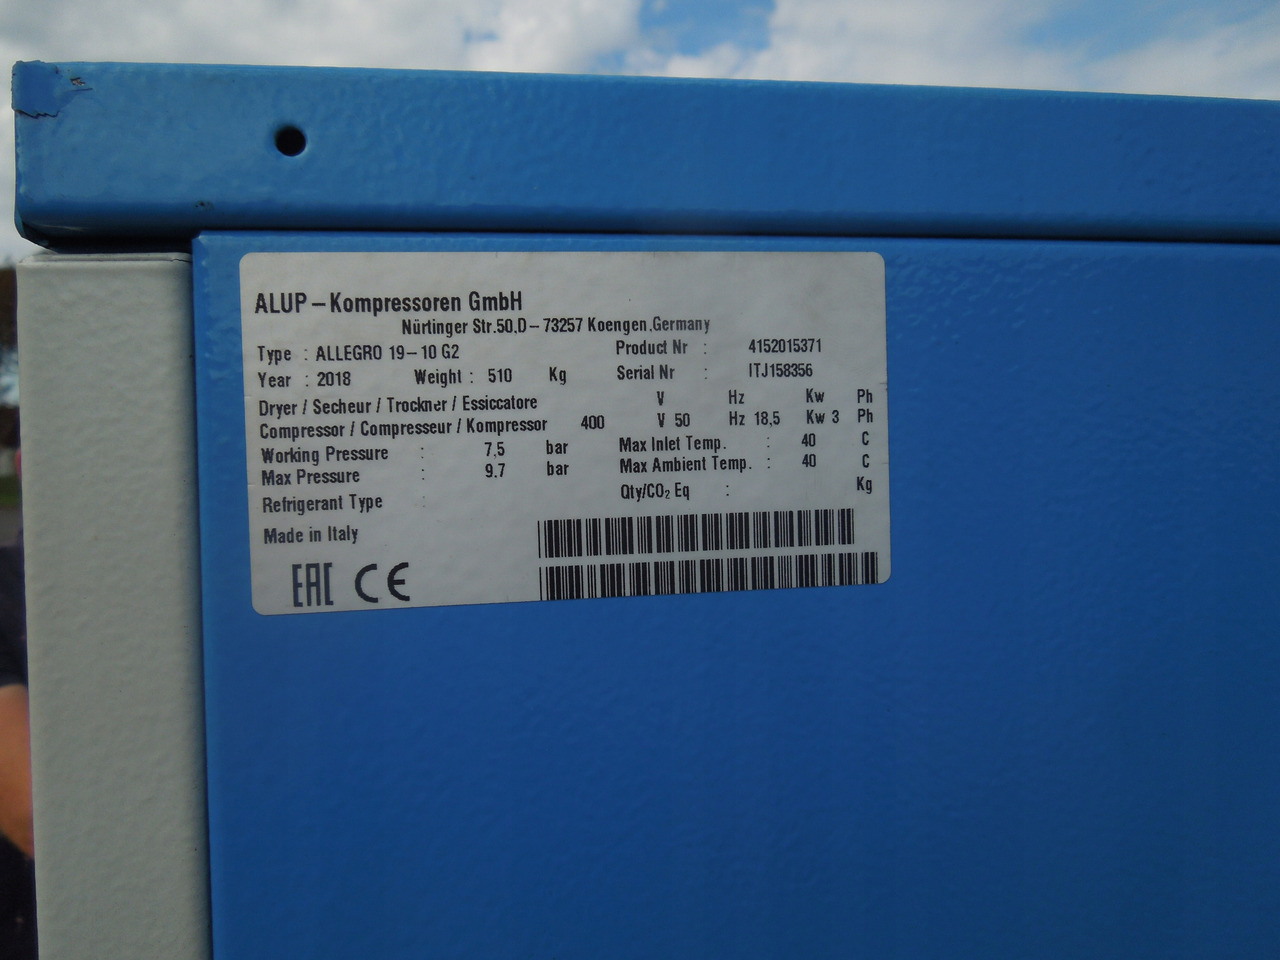 ALUP – Kompressoren GmbH
Nürtinger Str.50.D – 73257 Koengen.Germany
Type : ALLEGRO 19 – 10 G2 Product Nr : 4152015371
Year : 2018 Weight : 510 Kg Serial Nr : ITJ158356
Dryer / Secheur / Trockner / Essiccatore V Hz Kw Ph
Compressor / Compresseur / Kompressor 400 V 50 Hz 18,5 Kw 3 Ph
Working Pressure : 7,5 bar Max Inlet Temp. : 40 C
Max Pressure : 9.7 bar Max Ambient Temp. : 40 C
Refrigerant Type : Qty/CO₂ Eq : Kg
Made in Italy
EAC CE